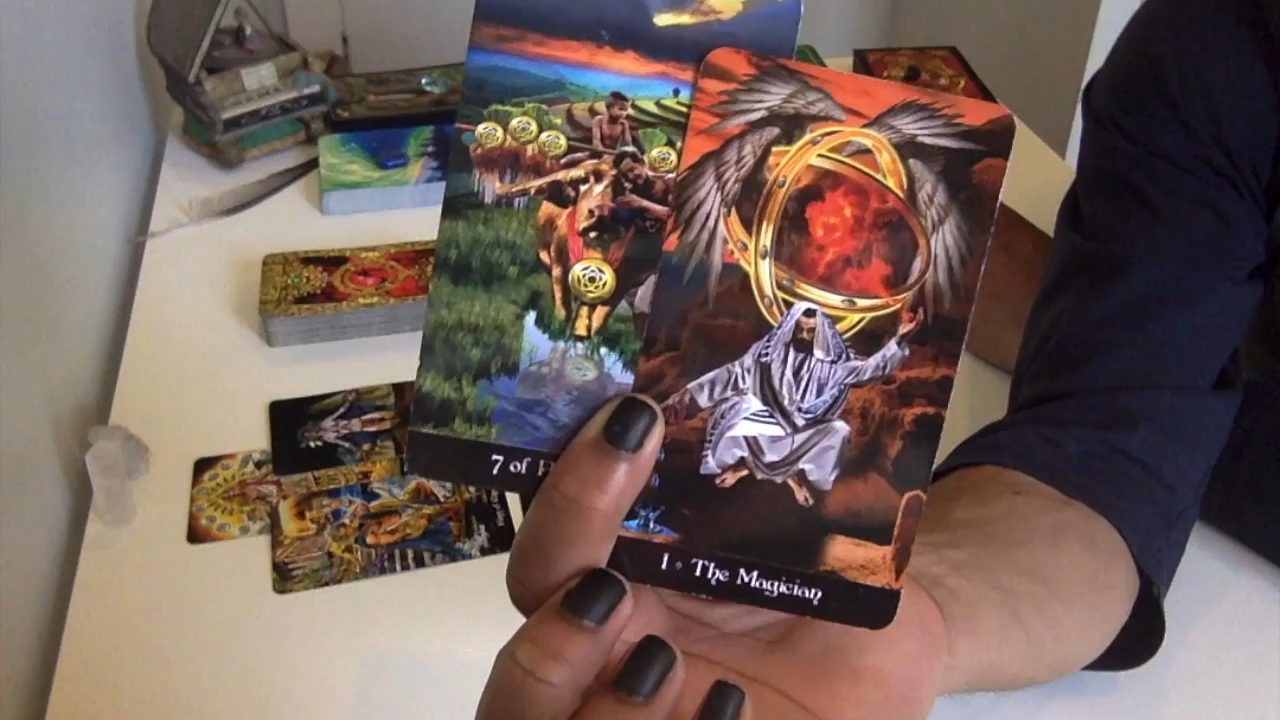 7 of
1 • The Magician